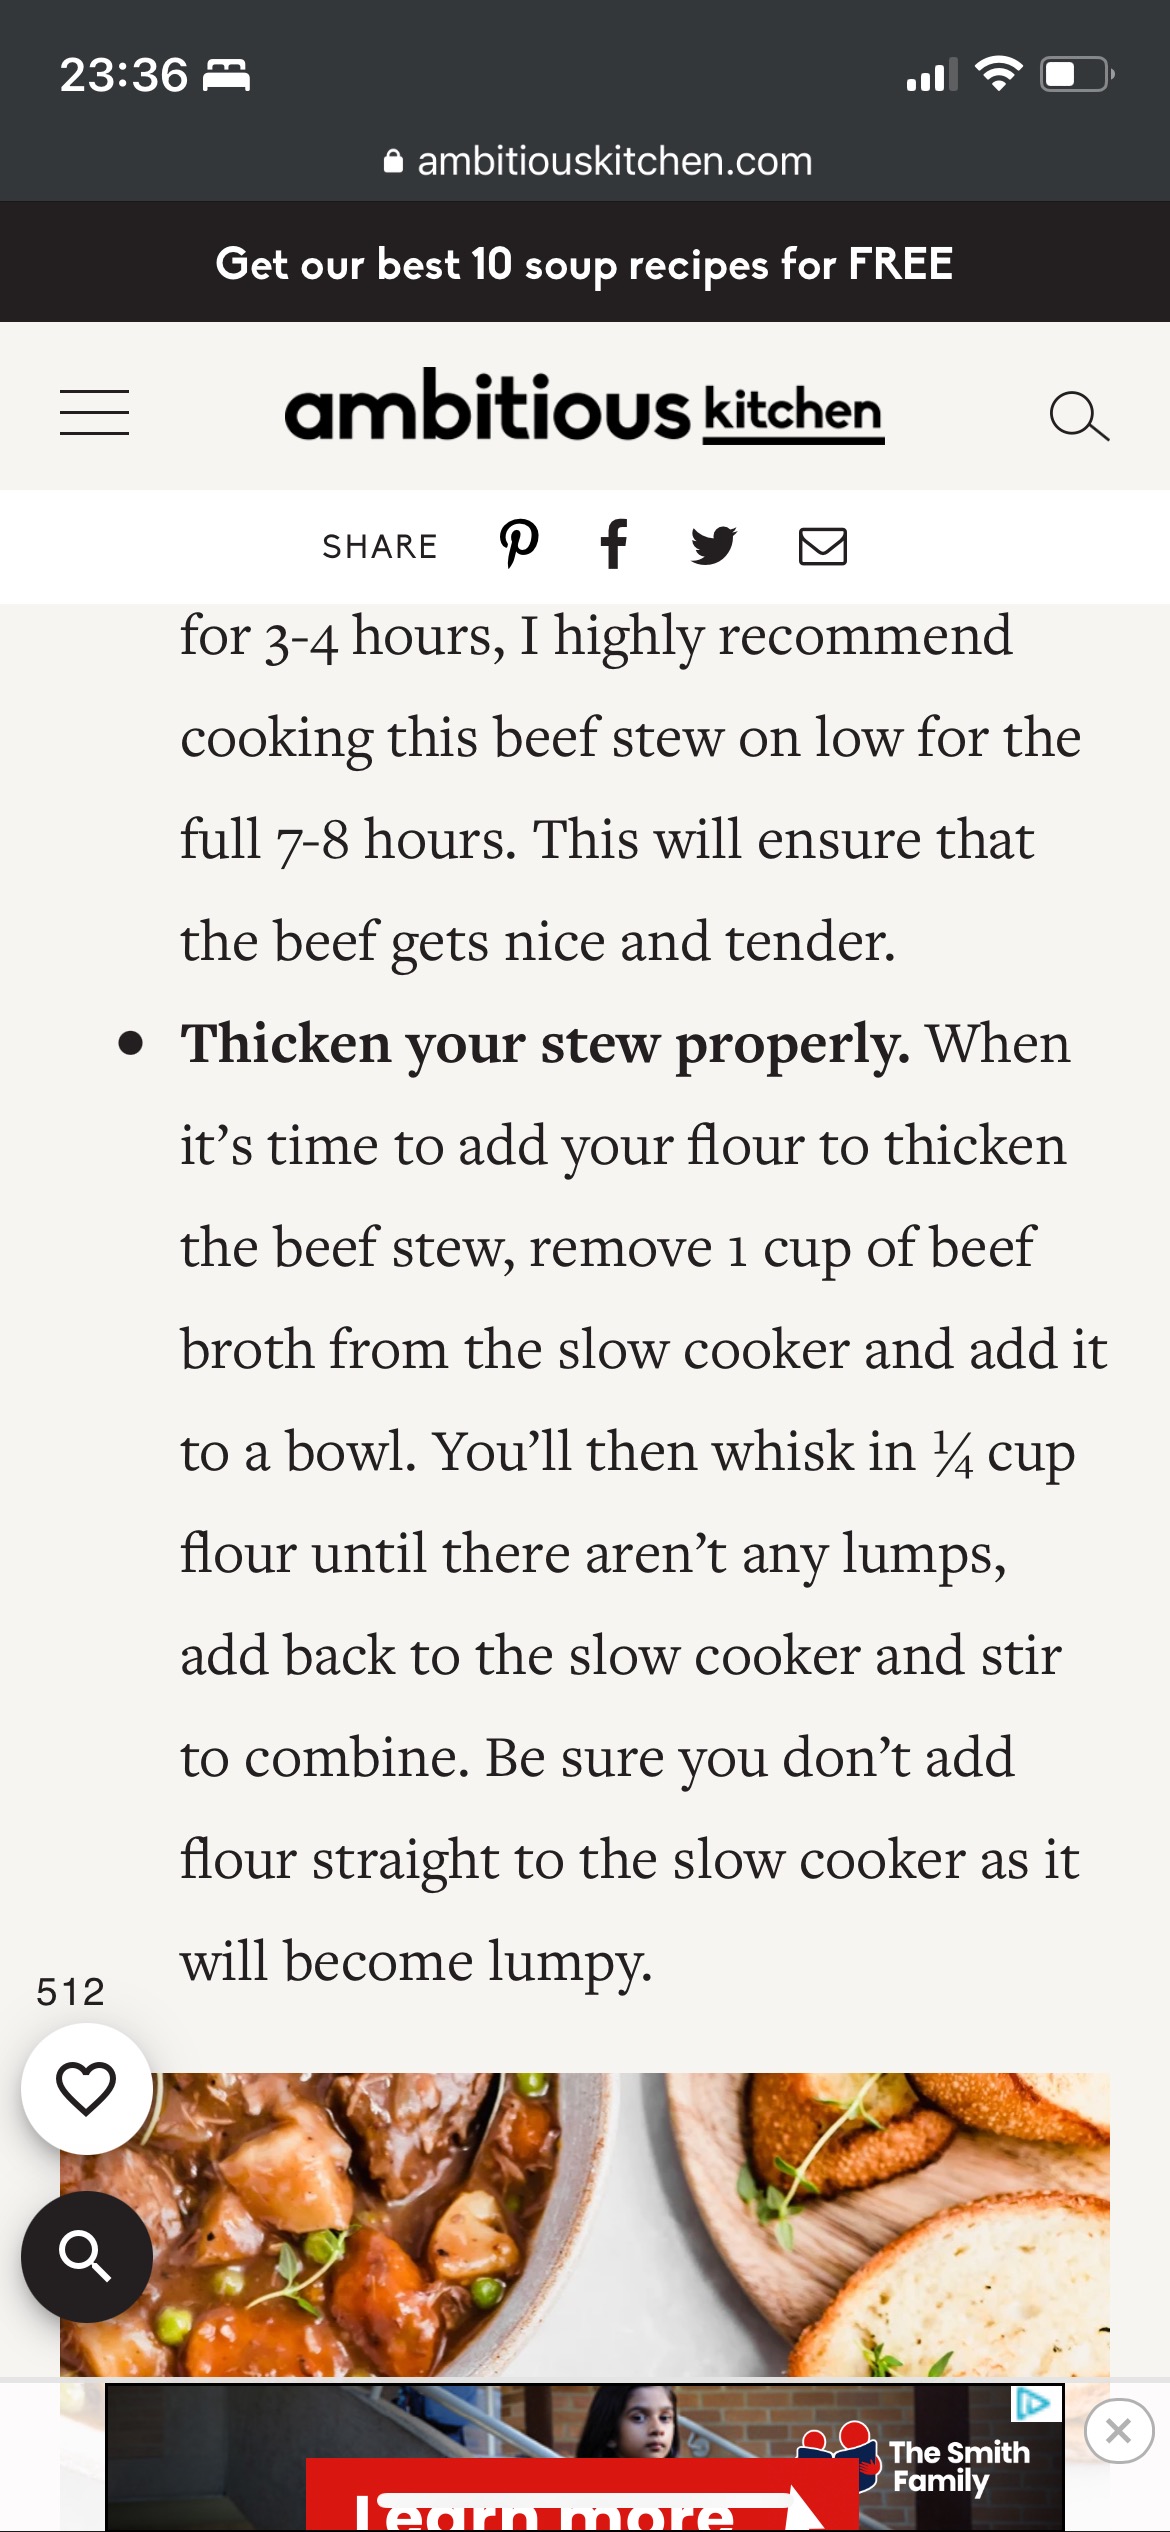 23:36
ambitiouskitchen.com
Get our best 10 soup recipes for FREE
ambitious kitchen
SHARE
for 3-4 hours, I highly recommend
cooking this beef stew on low for the
full 7-8 hours. This will ensure that
the beef gets nice and tender.
• Thicken your stew properly. When
it’s time to add your flour to thicken
the beef stew, remove 1 cup of beef
broth from the slow cooker and add it
to a bowl. You’ll then whisk in ¼ cup
flour until there aren’t any lumps,
add back to the slow cooker and stir
to combine. Be sure you don’t add
flour straight to the slow cooker as it
will become lumpy.
512
The Smith
Family
Learn more